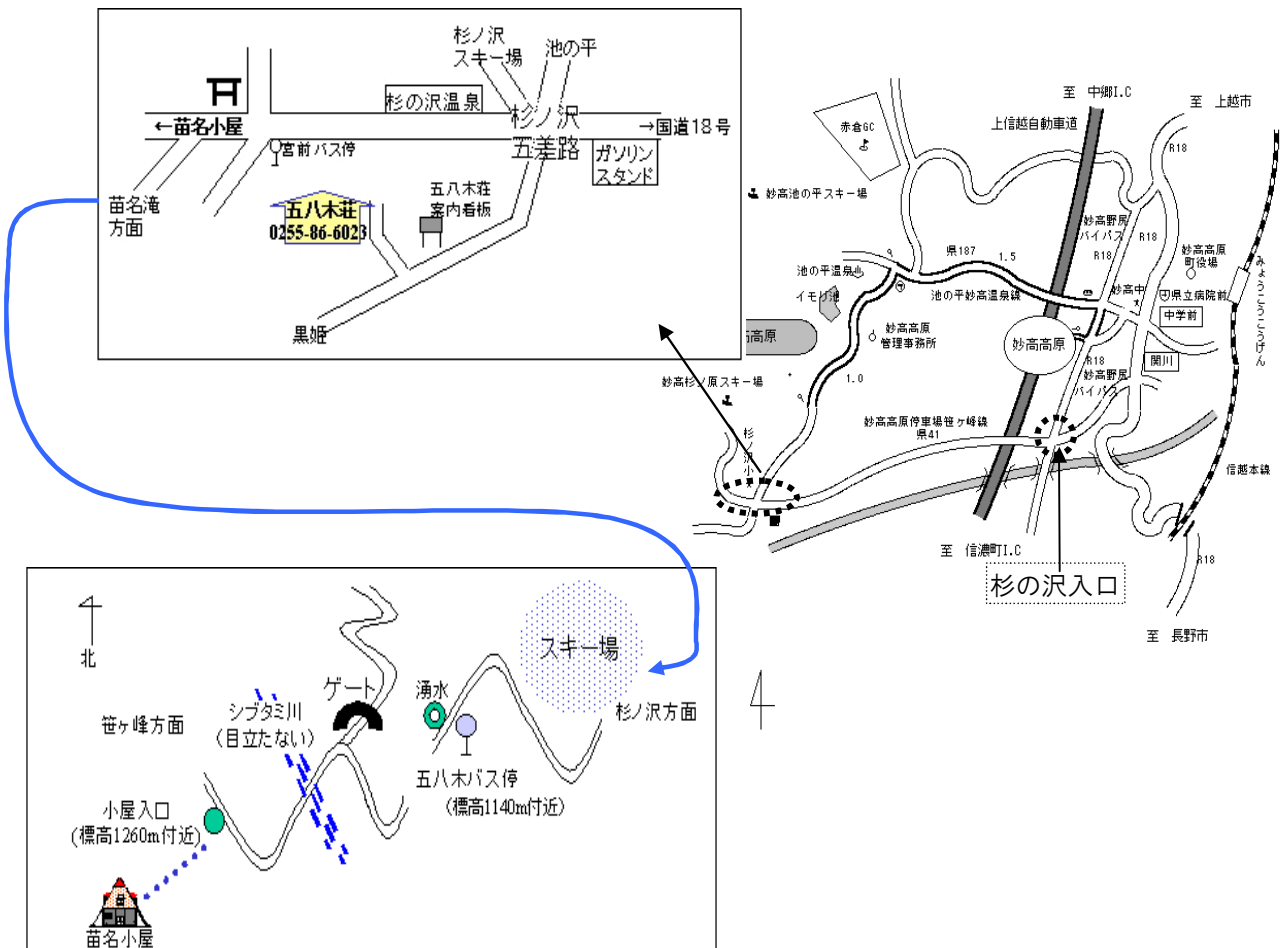 杉ノ沢
スキー場
池の平
杉の沢温泉
杉ノ沢
五差路
←苗名小屋
→国道18号
宮前バス停
ガソリン
スタンド
苗名滝
方面
五八木荘
0255-86-6023
五八木荘
案内看板
黒姫
至 中郷I.C
至 上越市
上信越自動車道
赤倉GC
R18
妙高池の平スキー場
妙高野尻
バイパス
R18
R18
妙高高原
町役場
県187
1.5
池の平温泉
イモリ池
池の平妙高温泉線
妙高中
県立病院前
中学前
みょうこうこうげん
高高原
妙高高原
管理事務所
妙高高原
R18
関川
妙高野尻
バイパス
妙高杉ノ原スキー場
1.0
妙高高原停車場笹ヶ峰線
県41
杉ノ沢小
信越本線
至 信濃町I.C
R18
杉の沢入口
至 長野市
北
スキー場
ゲート
湧水
シブタミ川
(目立たない)
笹ヶ峰方面
杉ノ沢方面
五八木バス停
(標高1140m付近)
小屋入口
(標高1260m付近)
苗名小屋